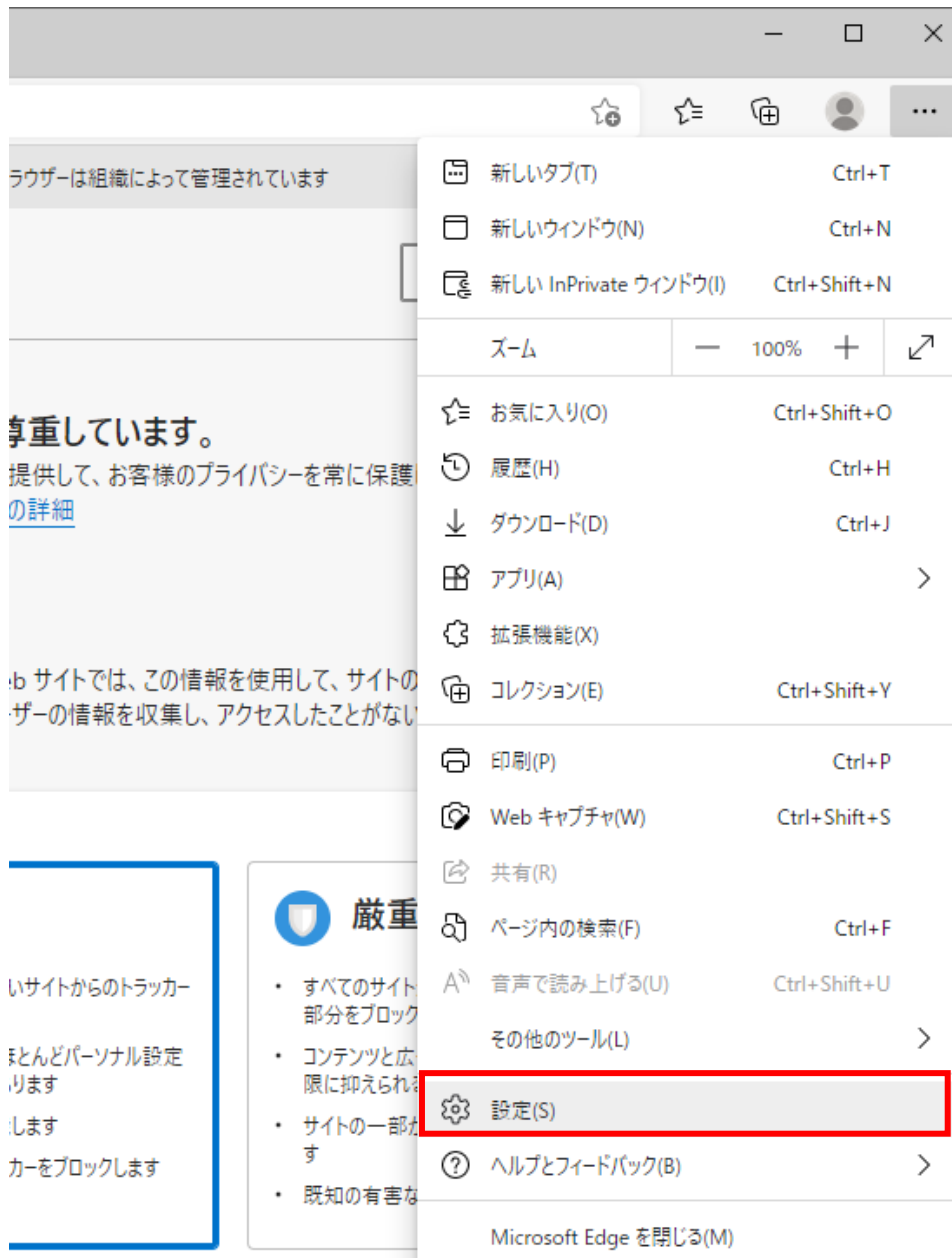 ラウザーは組織によって管理されています
新しいタブ(T) Ctrl+T
新しいウィンドウ(N) Ctrl+N
新しい InPrivate ウィンドウ(I) Ctrl+Shift+N
ズーム — 100% +
お気に入り(O) Ctrl+Shift+O
履歴(H) Ctrl+H
ダウンロード(D) Ctrl+J
アプリ(A)
拡張機能(X)
コレクション(E) Ctrl+Shift+Y
印刷(P) Ctrl+P
Web キャプチャ(W) Ctrl+Shift+S
共有(R)
ページ内の検索(F) Ctrl+F
音声で読み上げる(U) Ctrl+Shift+U
その他のツール(L)
設定(S)
ヘルプとフィードバック(B)
Microsoft Edge を閉じる(M)
尊重しています。
提供して、お客様のプライバシーを常に保護
の詳細
eb サイトでは、この情報を使用して、サイトの
ーザーの情報を収集し、アクセスしたことがない
いサイトからのトラッカー
ほとんどパーソナル設定
ります
します
カーをブロックします
厳重
• すべてのサイト
部分をブロック
• コンテンツと広
限に抑えられ
• サイトの一部が
す
• 既知の有害な